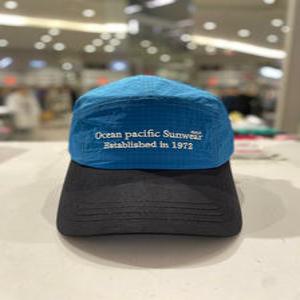 Ocean pacific Sunwear
Established in 1972